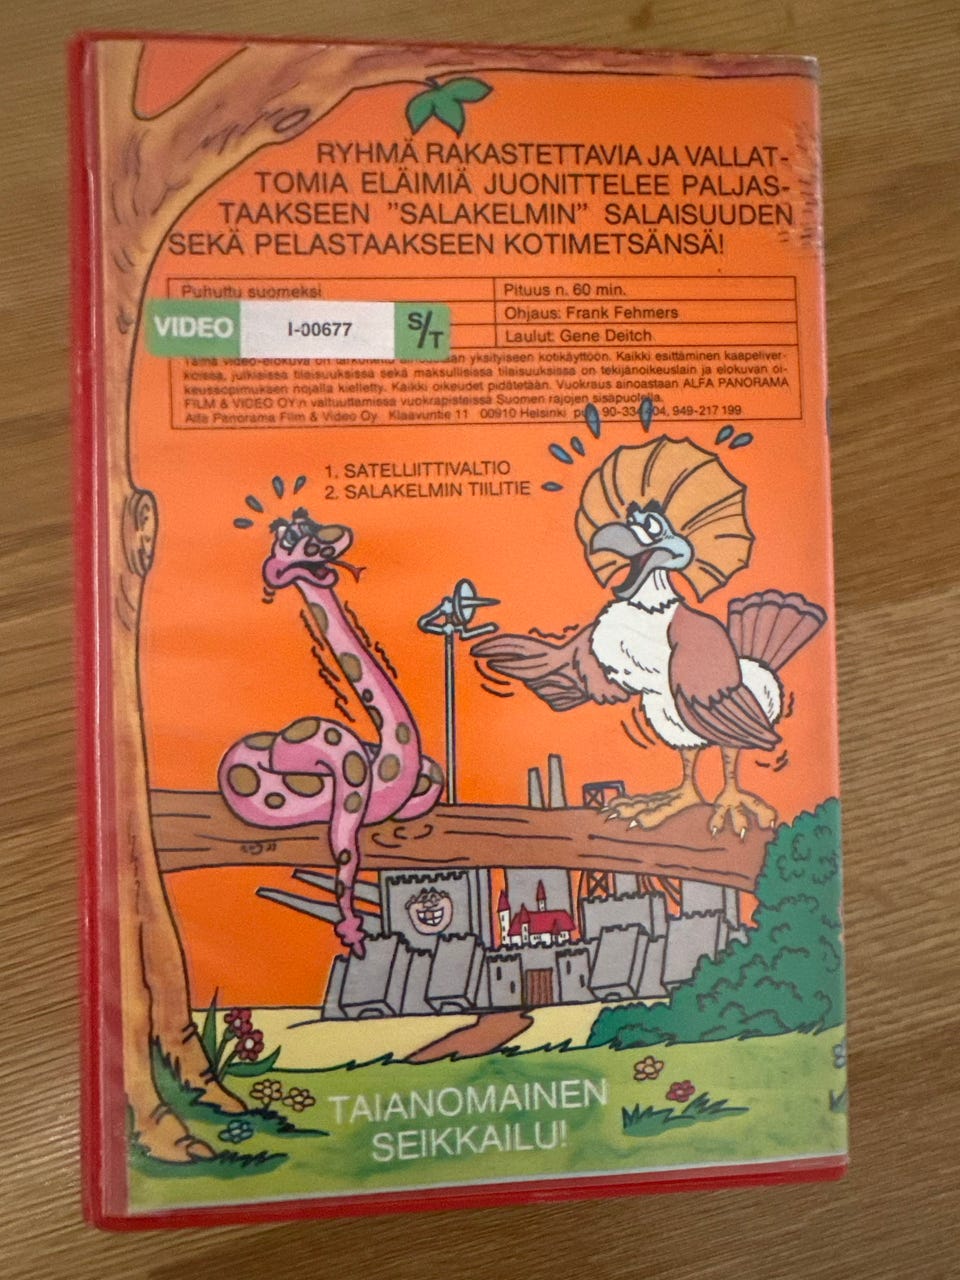 RYHMÄ RAKASTETTAVIA JA VALLAT-
TOMIA ELÄIMIÄ JUONITTELEE PALJAS-
TAAKSEEN "SALAKELMIN" SALAISUUDEN
SEKÄ PELASTAAKSEEN KOTIMETSÄNSÄ!
Puhuttu suomeksi
Pituus n. 60 min.
VIDEO I-00677 S/T
Ohjaus: Frank Fehmers
Laulut: Gene Deitch
Tämä video-elokuva on tarkoitettu yksityiseen kotikäyttöön. Kaikki esittäminen kaapeliver-
koissa, julkisissa tilaisuuksissa sekä maksullisissa tilaisuuksissa on tekijänoikeuslain ja elokuvan oi-
keussopimuksen nojalla kielletty. Kaikki oikeudet pidätetään. Vuokraus ainoastaan ALFA PANORAMA
FILM & VIDEO OY:n valtuuttamissa vuokrapisteissä Suomen rajojen sisäpuolella.
Alfa Panorama Film & Video Oy Klaavuntie 11 00910 Helsinki 949-217 199
1. SATELLIITTIVALTIO
2. SALAKELMIN TIILITIE
TAIANOMAINEN
SEIKKAILU!